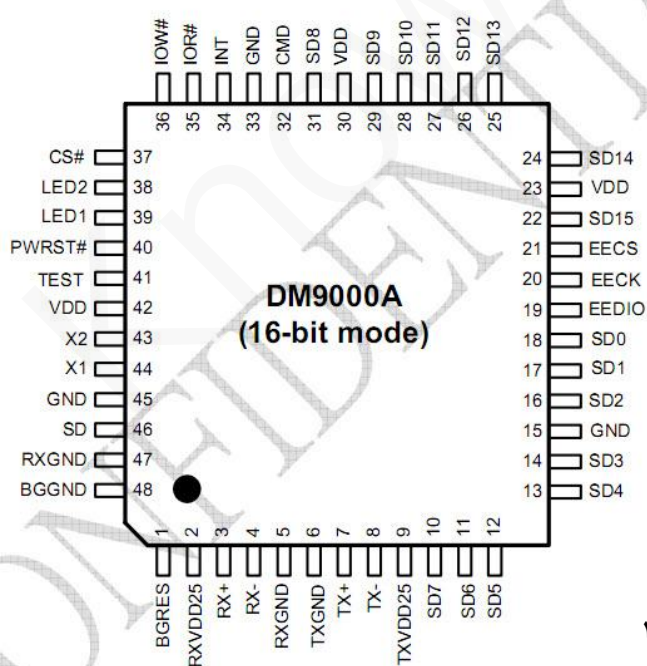 IOW# IOR# INT GND CMD SD8 VDD SD9 SD10 SD11 SD12 SD13
36 35 34 33 32 31 30 29 28 27 26 25
CS# 37
LED2 38
LED1 39
PWRST# 40
TEST 41
VDD 42
X2 43
X1 44
GND 45
SD 46
RXGND 47
BGGND 48
DM9000A
(16-bit mode)
24 SD14
23 VDD
22 SD15
21 EECS
20 EECK
19 EEDIO
18 SD0
17 SD1
16 SD2
15 GND
14 SD3
13 SD4
1 2 3 4 5 6 7 8 9 10 11 12
BGRES RXVDD25 RX+ RX- RXGND TXGND TX+ TX- TXVDD25 SD7 SD6 SD5